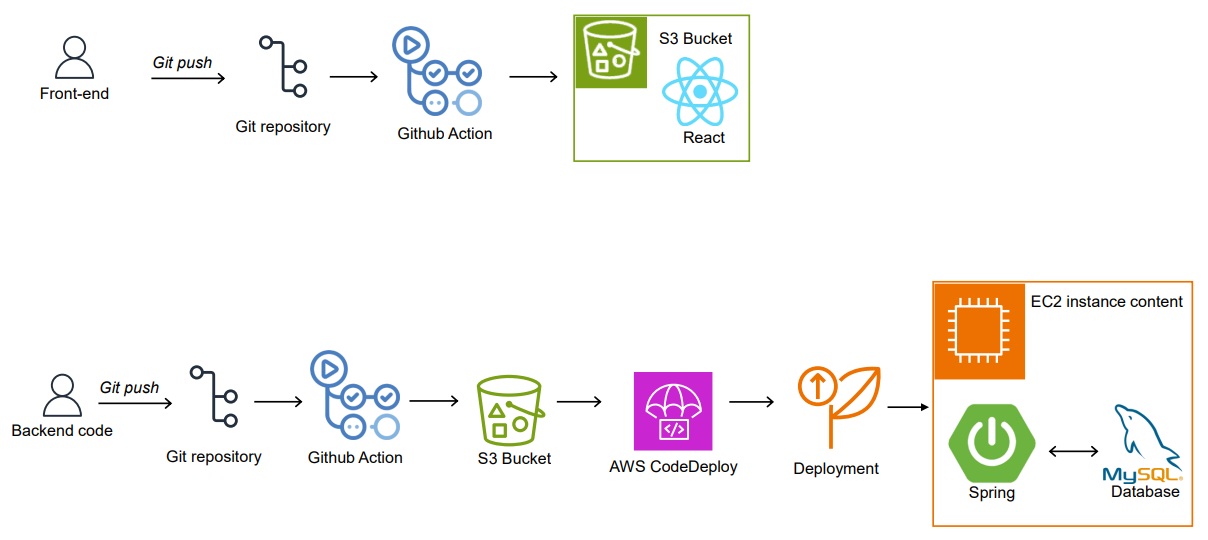 Front-end
Git push
Git repository
Github Action
S3 Bucket
React
Backend code
Git push
Git repository
Github Action
S3 Bucket
AWS CodeDeploy
Deployment
EC2 instance content
Spring
MySQL
Database